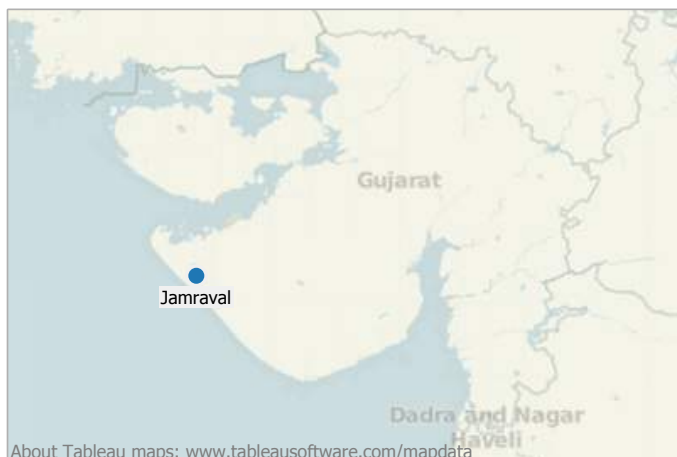 Gujarat
Jamraval
Dadra and Nagar
Haveli
About Tableau maps: www.tableausoftware.com/mapdata